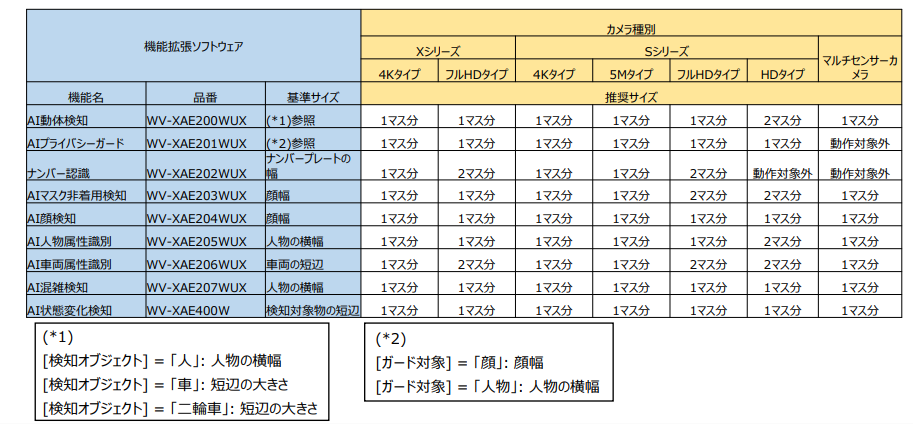 機能拡張ソフトウェア
カメラ種別
Xシリーズ Sシリーズ マルチセンサーカメラ
4Kタイプ フルHDタイプ 4Kタイプ 5Mタイプ フルHDタイプ HDタイプ
機能名 品番 基準サイズ 推奨サイズ
AI動体検知 WV-XAE200WUX (*1)参照 1マス分 1マス分 1マス分 1マス分 1マス分 2マス分 1マス分
AIプライバシーガード WV-XAE201WUX (*2)参照 1マス分 1マス分 1マス分 1マス分 1マス分 1マス分 動作対象外
ナンバー認識 WV-XAE202WUX ナンバープレートの幅 1マス分 2マス分 1マス分 1マス分 2マス分 動作対象外 動作対象外
AIマスク非着用検知 WV-XAE203WUX 顔幅 1マス分 1マス分 1マス分 1マス分 2マス分 2マス分 1マス分
AI顔検知 WV-XAE204WUX 顔幅 1マス分 1マス分 1マス分 1マス分 1マス分 1マス分 1マス分
AI人物属性識別 WV-XAE205WUX 人物の横幅 1マス分 1マス分 1マス分 1マス分 1マス分 2マス分 1マス分
AI車両属性識別 WV-XAE206WUX 車両の短辺 1マス分 2マス分 1マス分 1マス分 2マス分 2マス分 1マス分
AI混雑検知 WV-XAE207WUX 人物の横幅 1マス分 1マス分 1マス分 1マス分 1マス分 1マス分 1マス分
AI状態変化検知 WV-XAE400W 検知対象物の短辺 1マス分 1マス分 1マス分 1マス分 1マス分 1マス分 1マス分
(*1)
[検知オブジェクト] = 「人」: 人物の横幅
[検知オブジェクト] = 「車」: 短辺の大きさ
[検知オブジェクト] = 「二輪車」: 短辺の大きさ
(*2)
[ガード対象] = 「顔」: 顔幅
[ガード対象] = 「人物」: 人物の横幅